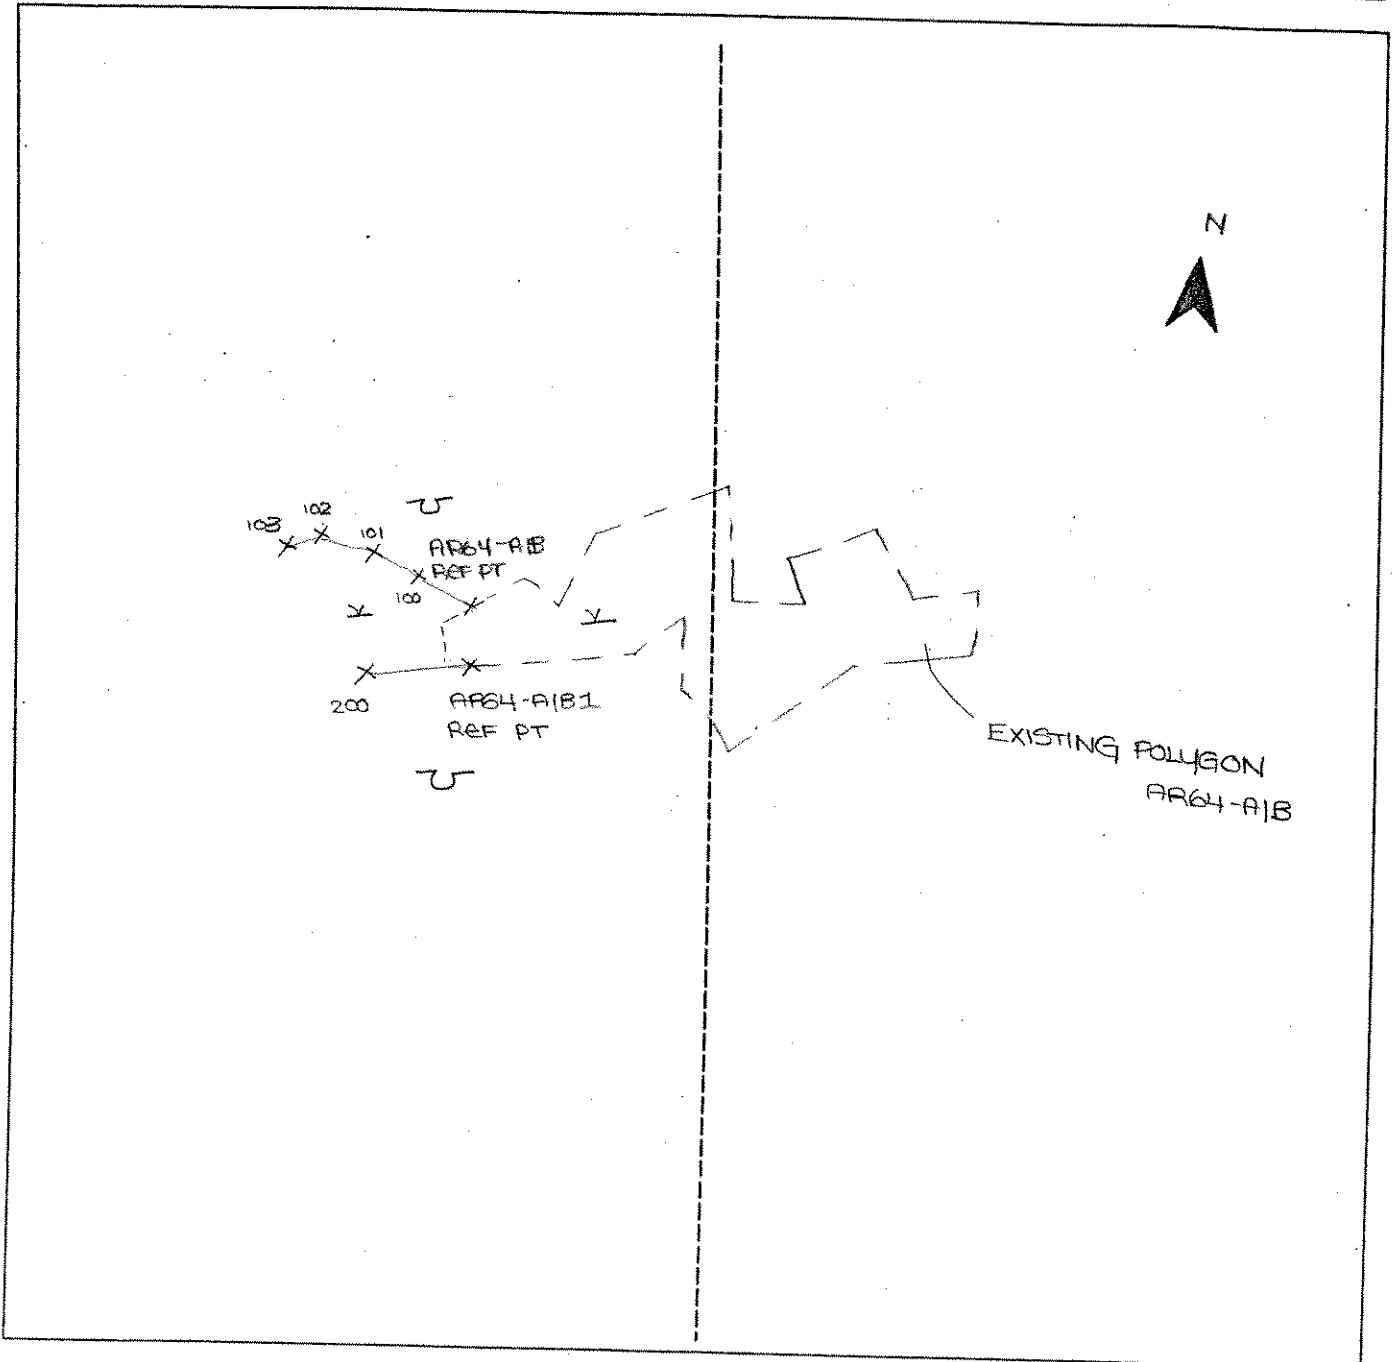 N
102
103
101
AR64-A1B
REF PT
100
200
AR64-A1B1
REF PT
EXISTING POLYGON
AR64-A1B